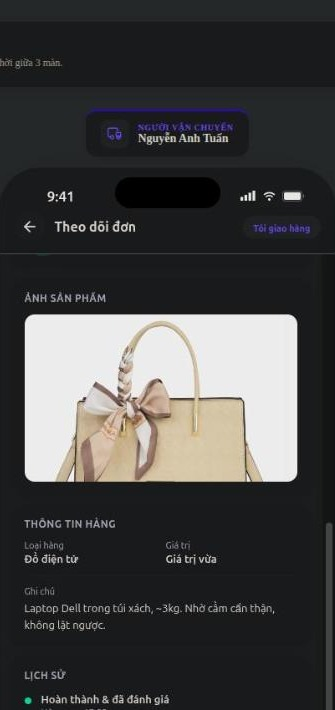 hời giữa 3 màn.
NGƯỜI VẬN CHUYỂN
Nguyễn Anh Tuấn
9:41
Theo dõi đơn
Tôi giao hàng
ẢNH SẢN PHẨM
THÔNG TIN HÀNG
Loại hàng
Giá trị
Đồ điện tử
Giá trị vừa
Ghi chú
Laptop Dell trong túi xách, ~3kg. Nhờ cầm cẩn thận,
không lật ngược.
LỊCH SỬ
Hoàn thành & đã đánh giá